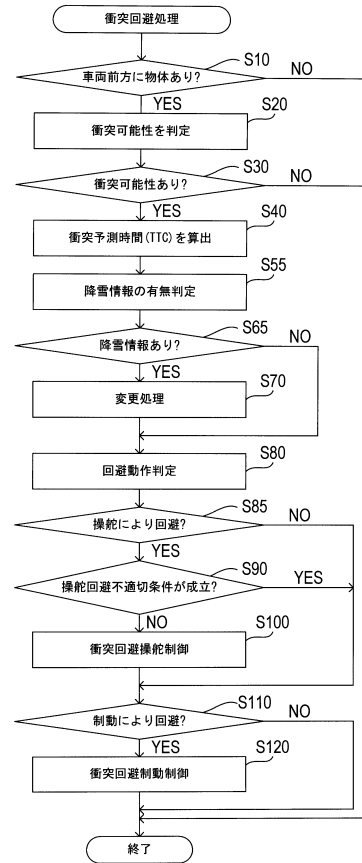 衝突回避処理
S10
車両前方に物体あり?
NO
YES
S20
衝突可能性を判定
S30
衝突可能性あり?
NO
YES
S40
衝突予測時間(TTC)を算出
S55
降雪情報の有無判定
S65
降雪情報あり?
NO
YES
S70
変更処理
S80
回避動作判定
S85
操舵により回避?
NO
YES
S90
操舵回避不適切条件が成立?
YES
NO
S100
衝突回避操舵制御
S110
制動により回避?
NO
YES
S120
衝突回避制動制御
終了